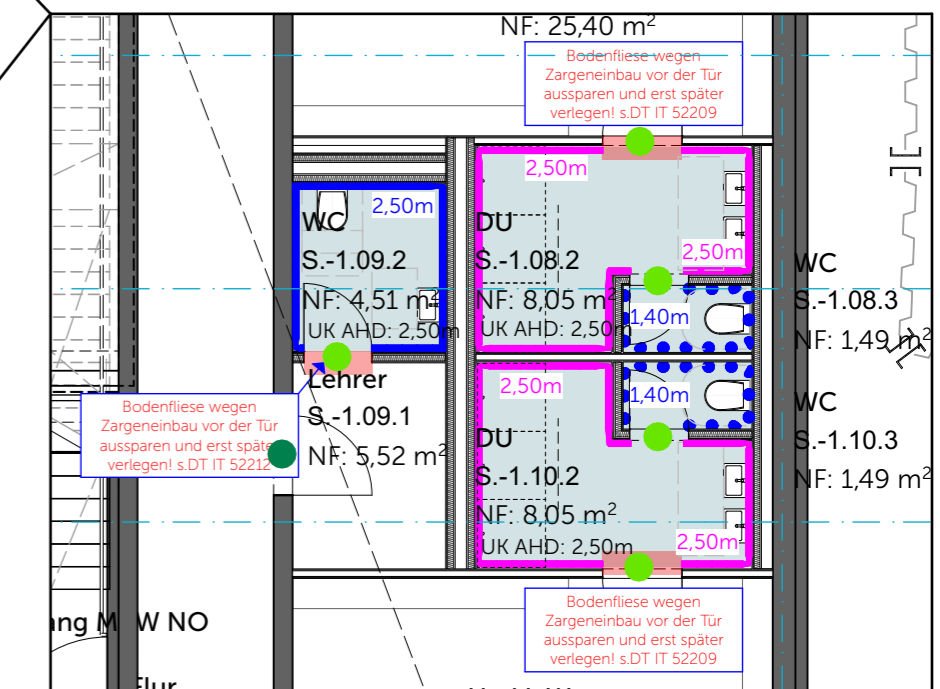 NF: 25,40 m²
Bodenfliese wegen
Zargeneinbau vor der Tür
aussparen und erst später
verlegen! s.DT IT 52209
2,50m
2,50m
WC
S.-1.09.2
NF: 4,51 m²
UK AHD: 2,50m
DU
S.-1.08.2
NF: 8,05 m²
UK AHD: 2,50m
2,50m
1,40m
WC
S.-1.08.3
NF: 1,49 m²
Lehrer
S.-1.09.1
NF: 5,52 m²
Bodenfliese wegen
Zargeneinbau vor der Tür
aussparen und erst späte
verlegen! s.DT IT 52212
2,50m
1,40m
DU
S.-1.10.2
NF: 8,05 m²
UK AHD: 2,50m
2,50m
WC
S.-1.10.3
NF: 1,49 m²
Bodenfliese wegen
Zargeneinbau vor der Tür
aussparen und erst später
verlegen! s.DT IT 52209
NO
Flur